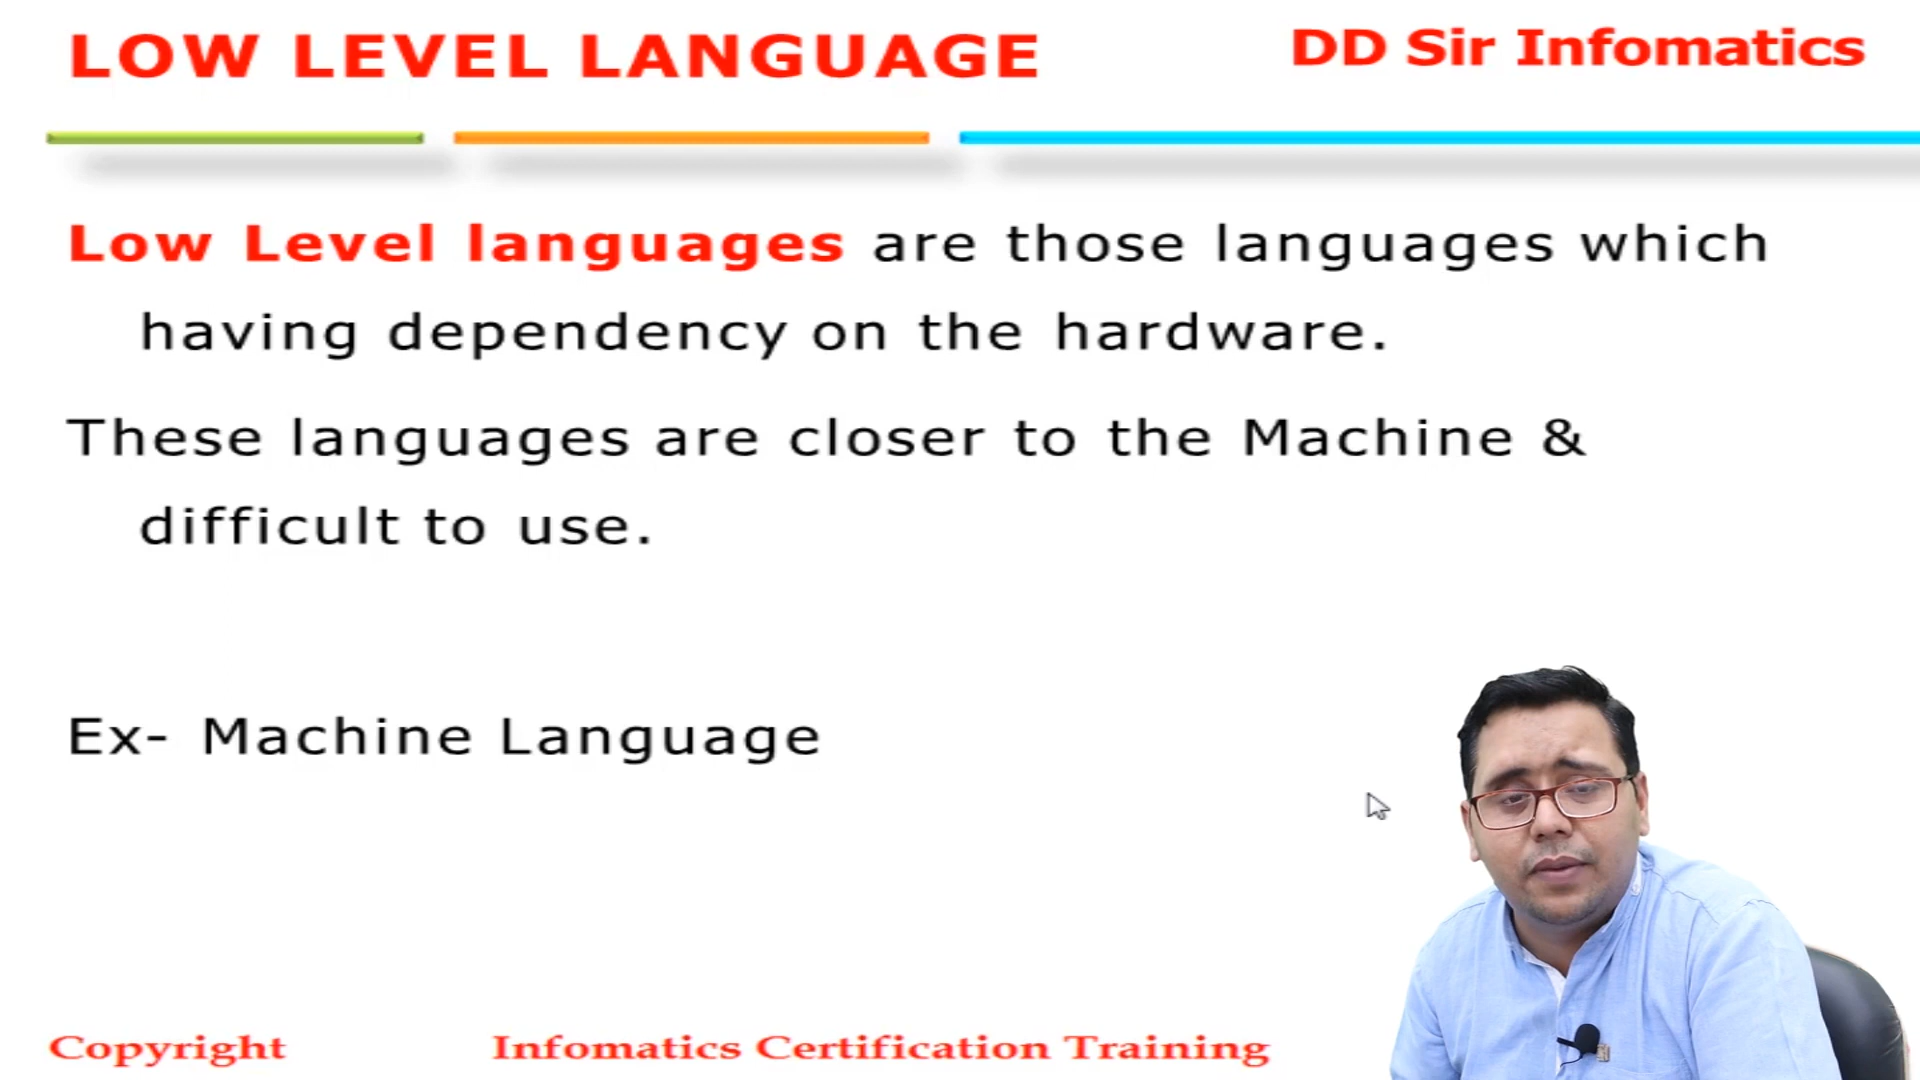 LOW LEVEL LANGUAGE
DD Sir Infomatics
Low Level languages are those languages which
having dependency on the hardware.
These languages are closer to the Machine &
difficult to use.
Ex- Machine Language
Copyright
Infomatics Certification Training